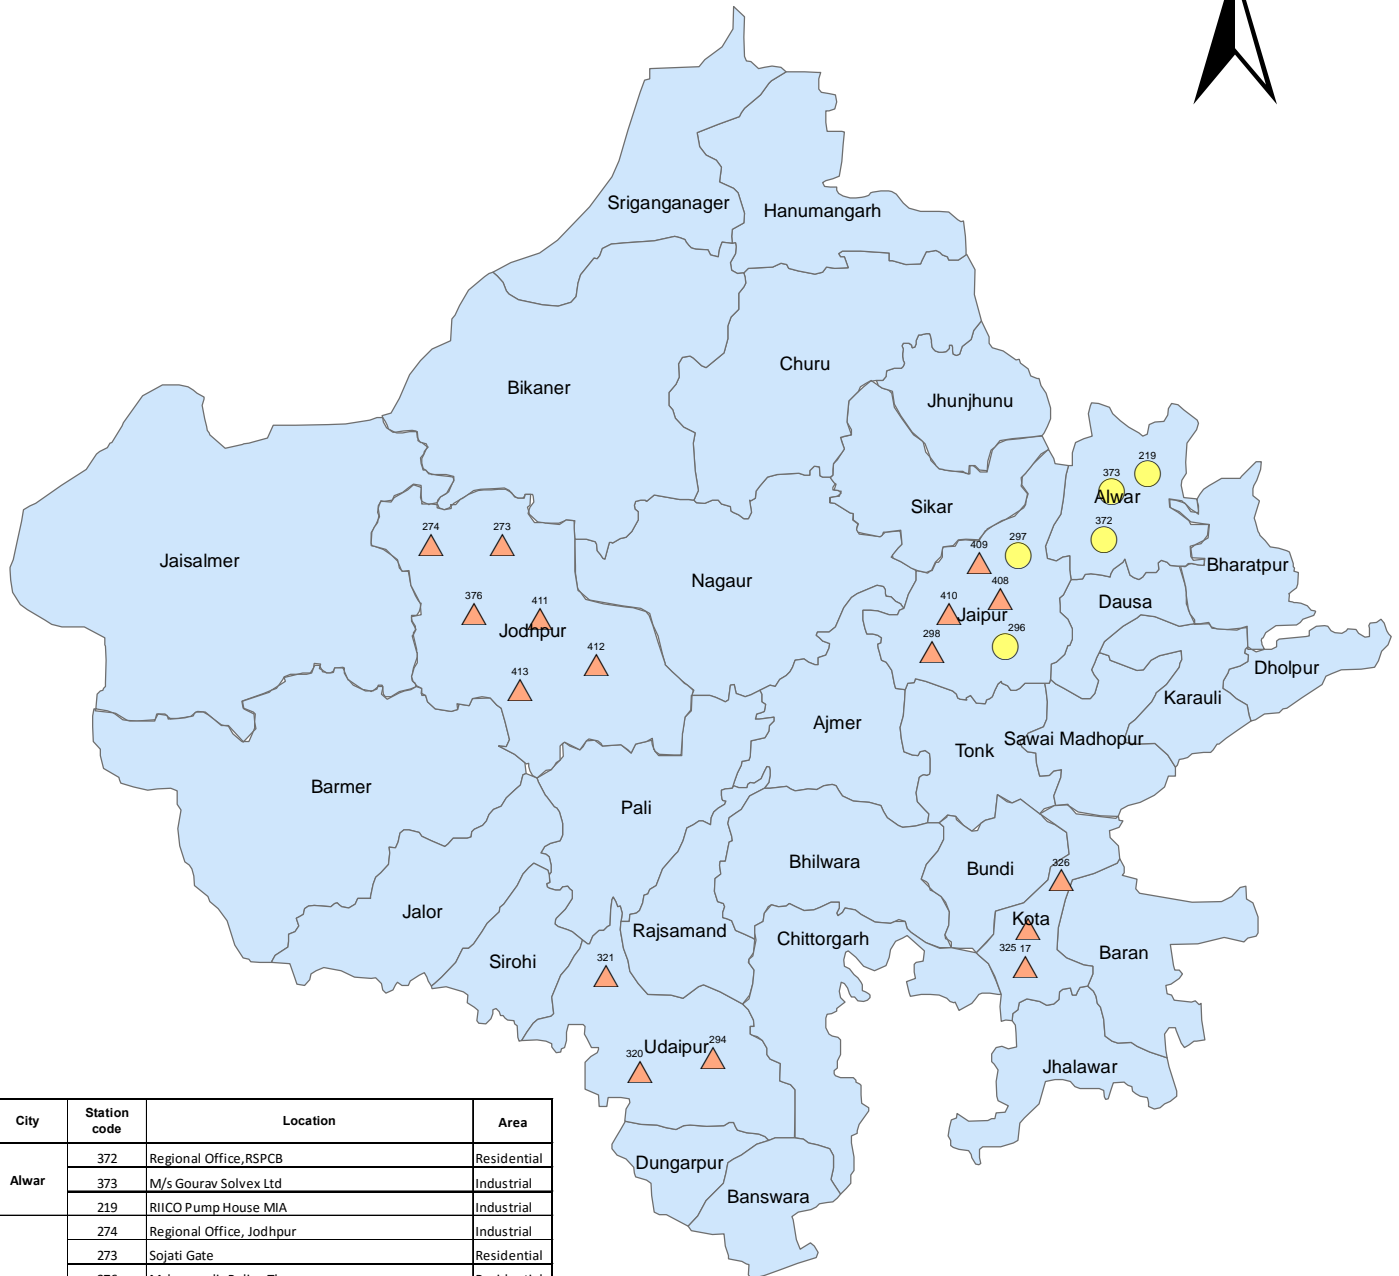 Sriganganager
Hanumangarh
Churu
Bikaner
Jhunjhunu
219
373
Alwar
Sikar
372
274
273
409
297
Jaisalmer
Bharatpur
Nagaur
408
376
411
410
Jaipur
Dausa
Jodhpur
298
296
412
Dholpur
413
Karauli
Ajmer
Sawai Madhopur
Tonk
Barmer
Pali
Bhilwara
Bundi
326
Jalor
Kota
Rajsamand
Chittorgarh
325 17
Baran
Sirohi
321
Udaipur
294
320
Jhalawar
Dungarpur
Banswara
City Station code Location Area
Alwar
372 Regional Office,RSPCB Residential
373 M/s Gourav Solvex Ltd Industrial
219 RIICO Pump House MIA Industrial
274 Regional Office, Jodhpur Industrial
273 Sojati Gate Residential